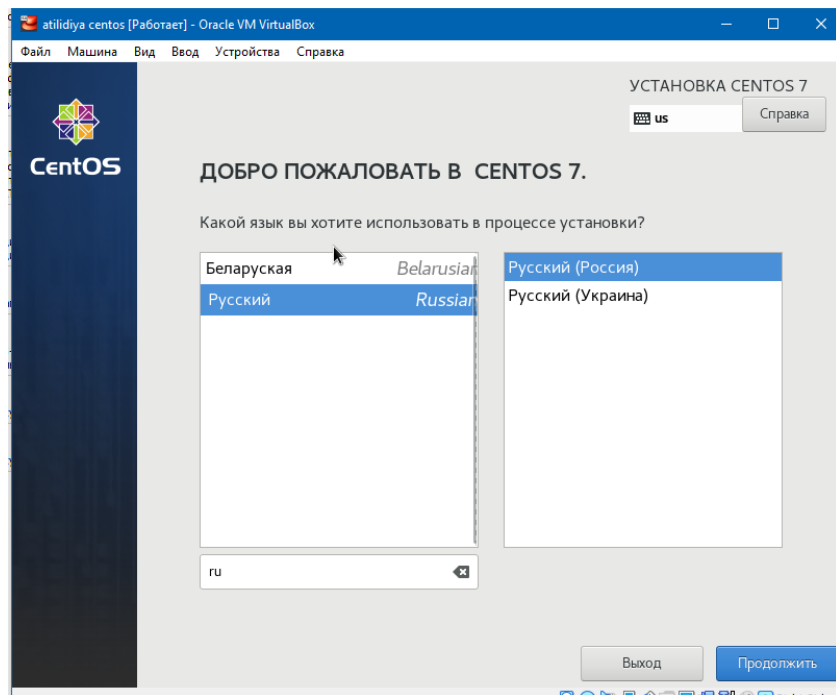 atilidiya centos [Работает] - Oracle VM VirtualBox
Файл Машина Вид Ввод Устройства Справка
УСТАНОВКА CENTOS 7
us Справка
CentOS
ДОБРО ПОЖАЛОВАТЬ В CENTOS 7.
Какой язык вы хотите использовать в процессе установки?
Беларуская Belarusian
Русский Russian
Русский (Россия)
Русский (Украина)
ru
Выход Продолжить